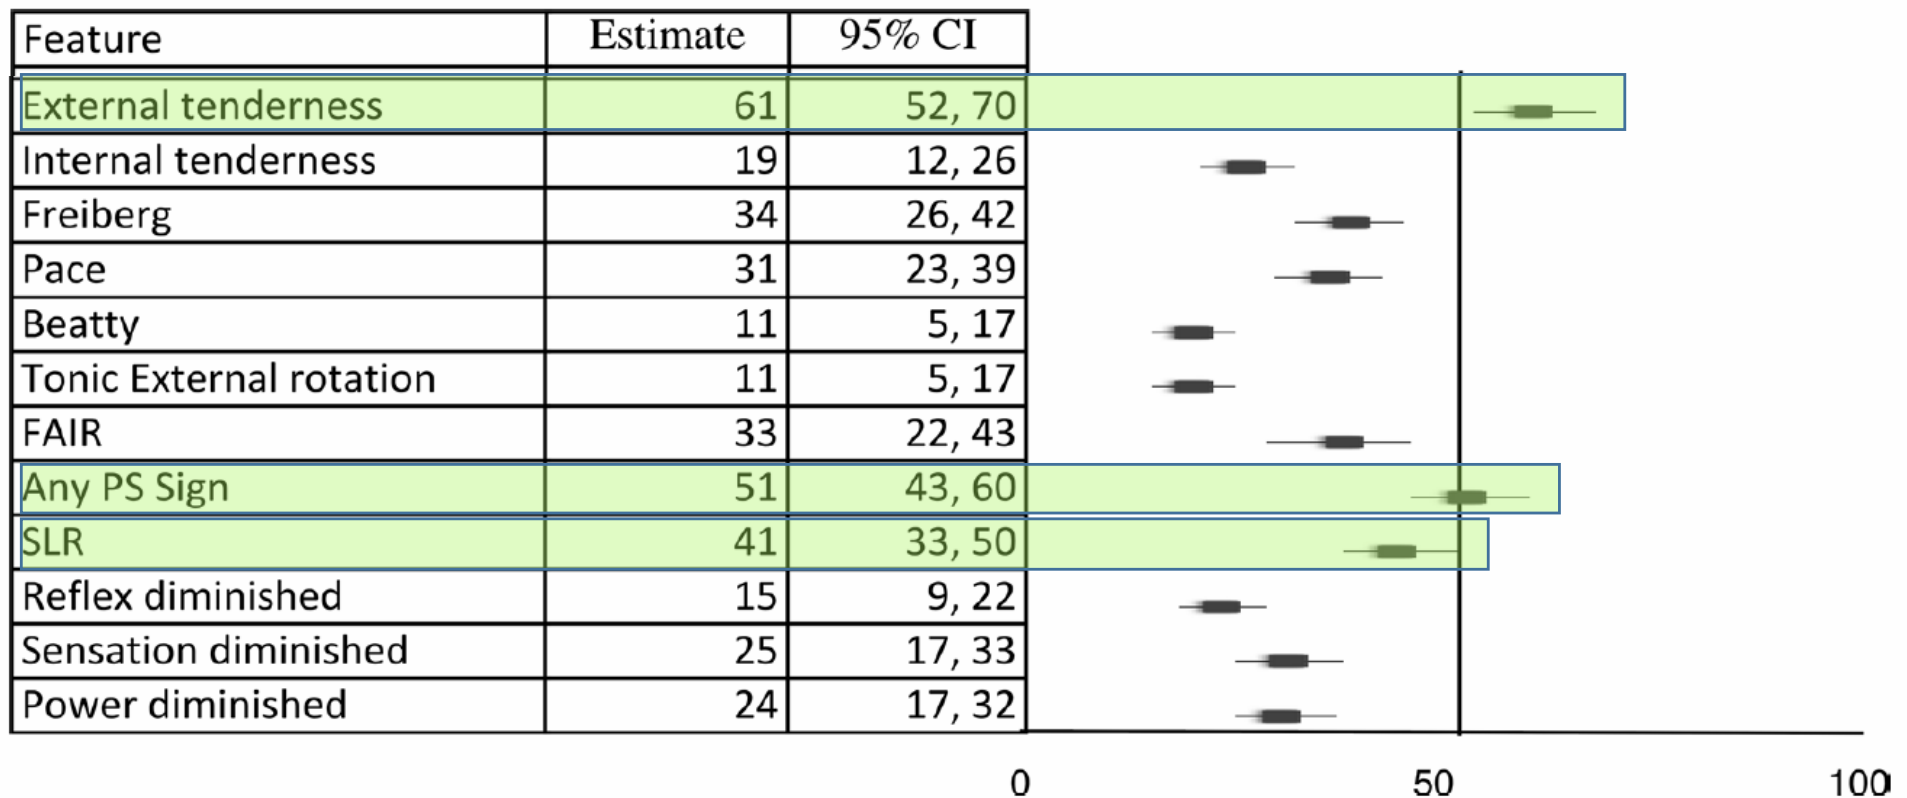 Feature Estimate 95% CI
External tenderness 61 52, 70
Internal tenderness 19 12, 26
Freiberg 34 26, 42
Pace 31 23, 39
Beatty 11 5, 17
Tonic External rotation 11 5, 17
FAIR 33 22, 43
Any PS Sign 51 43, 60
SLR 41 33, 50
Reflex diminished 15 9, 22
Sensation diminished 25 17, 33
Power diminished 24 17, 32
0 50 100